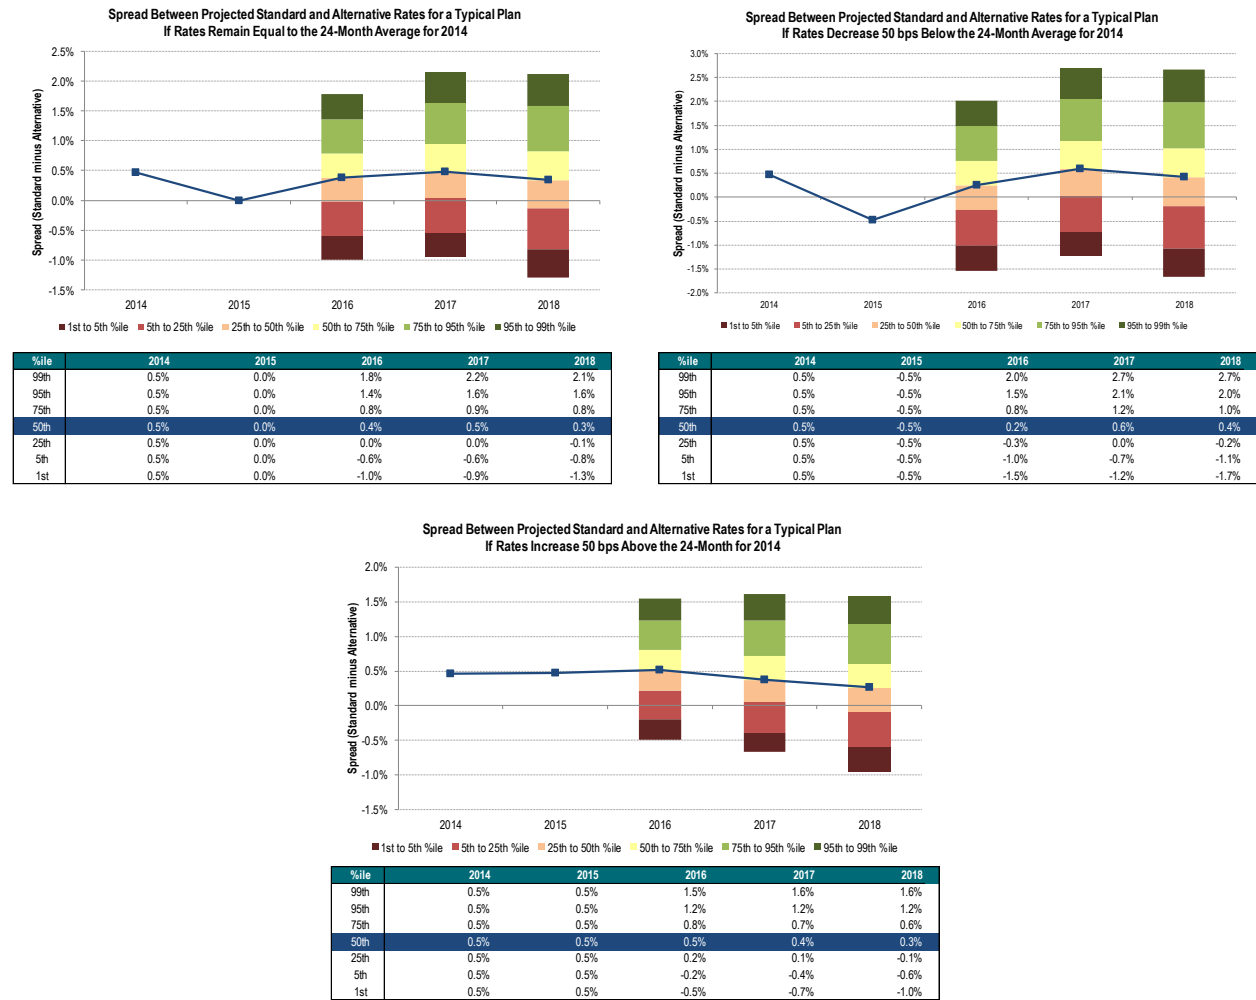 Spread Between Projected Standard and Alternative Rates for a Typical Plan
If Rates Remain Equal to the 24-Month Average for 2014
Spread (Standard minus Alternative)
2.5%
2.0%
1.5%
1.0%
0.5%
0.0%
-0.5%
-1.0%
-1.5%
2014 2015 2016 2017 2018
1st to 5th %ile 5th to 25th %ile 25th to 50th %ile 50th to 75th %ile 75th to 95th %ile 95th to 99th %ile
%ile 2014 2015 2016 2017 2018
99th 0.5% 0.0% 1.8% 2.2% 2.1%
95th 0.5% 0.0% 1.4% 1.6% 1.6%
75th 0.5% 0.0% 0.8% 0.9% 0.8%
50th 0.5% 0.0% 0.4% 0.5% 0.3%
25th 0.5% 0.0% 0.0% 0.0% -0.1%
5th 0.5% 0.0% -0.6% -0.6% -0.8%
1st 0.5% 0.0% -1.0% -0.9% -1.3%
Spread Between Projected Standard and Alternative Rates for a Typical Plan
If Rates Decrease 50 bps Below the 24-Month Average for 2014
Spread (Standard minus Alternative)
3.0%
2.5%
2.0%
1.5%
1.0%
0.5%
0.0%
-0.5%
-1.0%
-1.5%
-2.0%
2014 2015 2016 2017 2018
1st to 5th %ile 5th to 25th %ile 25th to 50th %ile 50th to 75th %ile 75th to 95th %ile 95th to 99th %ile
%ile 2014 2015 2016 2017 2018
99th 0.5% -0.5% 2.0% 2.7% 2.7%
95th 0.5% -0.5% 1.5% 2.1% 2.0%
75th 0.5% -0.5% 0.8% 1.2% 1.0%
50th 0.5% -0.5% 0.2% 0.6% 0.4%
25th 0.5% -0.5% -0.3% 0.0% -0.2%
5th 0.5% -0.5% -1.0% -0.7% -1.1%
1st 0.5% -0.5% -1.5% -1.2% -1.7%
Spread Between Projected Standard and Alternative Rates for a Typical Plan
If Rates Increase 50 bps Above the 24-Month for 2014
Spread (Standard minus Alternative)
2.0%
1.5%
1.0%
0.5%
0.0%
-0.5%
-1.0%
-1.5%
2014 2015 2016 2017 2018
1st to 5th %ile 5th to 25th %ile 25th to 50th %ile 50th to 75th %ile 75th to 95th %ile 95th to 99th %ile
%ile 2014 2015 2016 2017 2018
99th 0.5% 0.5% 1.5% 1.6% 1.6%
95th 0.5% 0.5% 1.2% 1.2% 1.2%
75th 0.5% 0.5% 0.8% 0.7% 0.6%
50th 0.5% 0.5% 0.5% 0.4% 0.3%
25th 0.5% 0.5% 0.2% 0.1% -0.1%
5th 0.5% 0.5% -0.2% -0.4% -0.6%
1st 0.5% 0.5% -0.5% -0.7% -1.0%